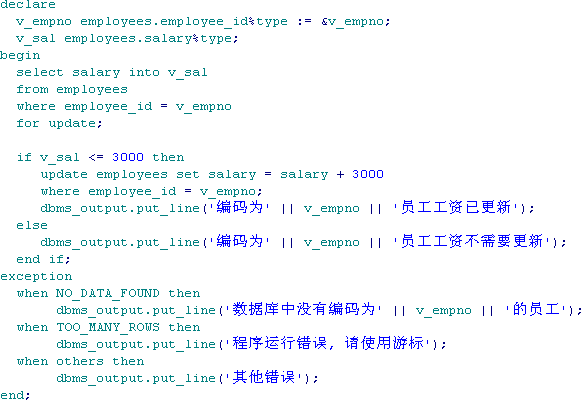 declare
  v_empno employees.employee_id%type := &v_empno;
  v_sal employees.salary%type;
begin
  select salary into v_sal
  from employees
  where employee_id = v_empno
  for update;

  if v_sal <= 3000 then
     update employees set salary = salary + 3000
     where employee_id = v_empno;
     dbms_output.put_line('编码为' || v_empno || '员工工资已更新');
  else
     dbms_output.put_line('编码为' || v_empno || '员工工资不需要更新');
  end if;
exception
  when NO_DATA_FOUND then
       dbms_output.put_line('数据库中没有编码为' || v_empno || '的员工');
  when TOO_MANY_ROWS then
       dbms_output.put_line('程序运行错误, 请使用游标');
  when others then
       dbms_output.put_line('其他错误');
end;